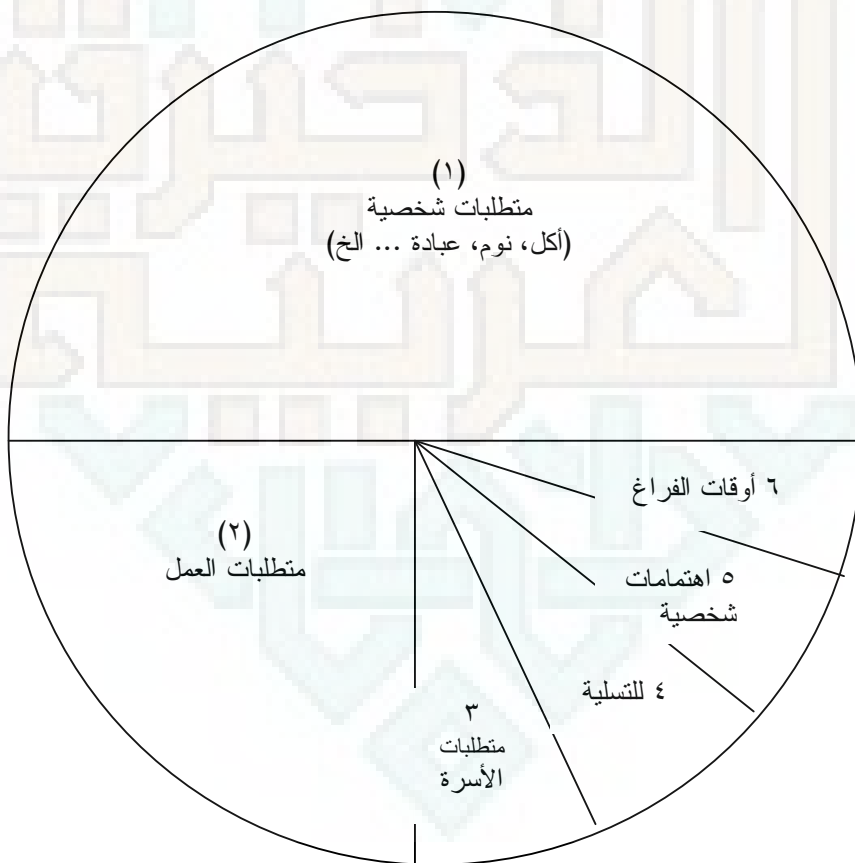 (١)
متطلبات شخصية
(أكل، نوم، عبادة ... الخ)
(٢)
متطلبات العمل
٣
متطلبات
الأسرة
٤ للتسلية
٥ اهتمامات
شخصية
٦ أوقات الفراغ